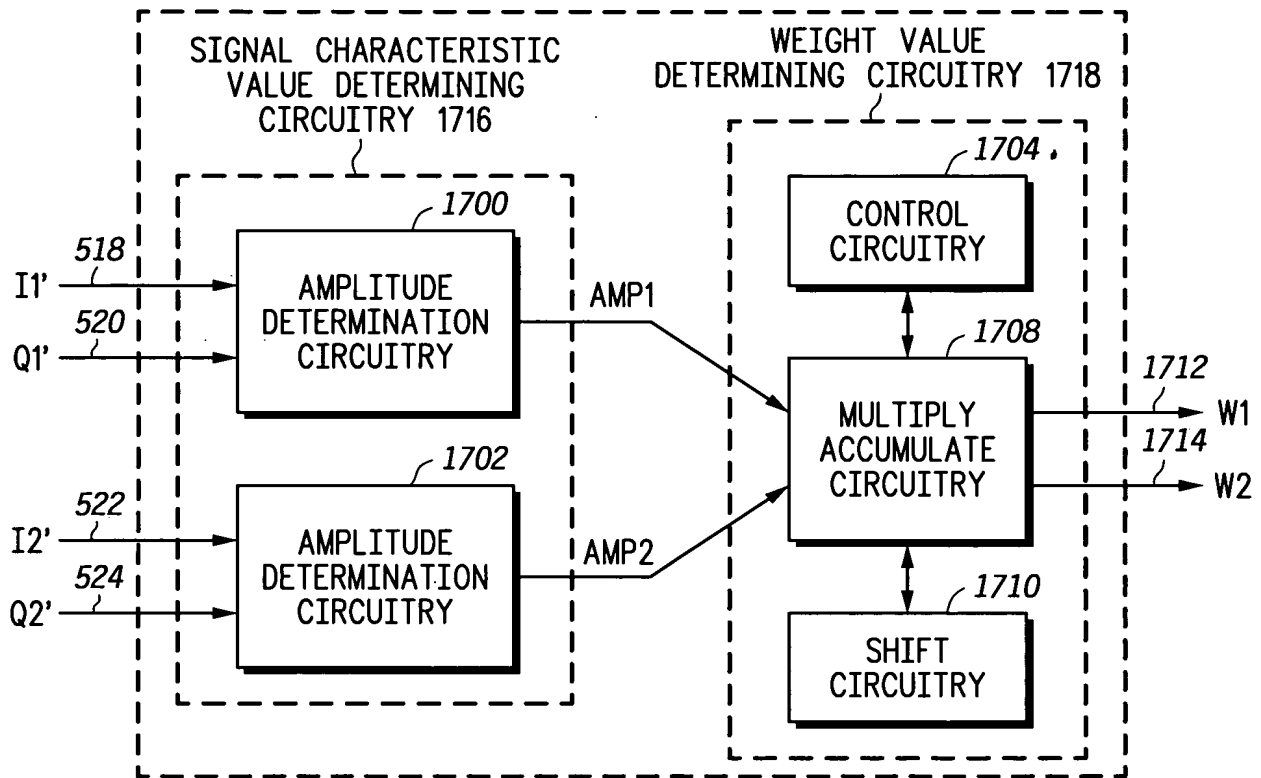 SIGNAL CHARACTERISTIC
VALUE DETERMINING
CIRCUITRY 1716
WEIGHT VALUE
DETERMINING CIRCUITRY 1718
1700
AMPLITUDE
DETERMINATION
CIRCUITRY
518
I1'
520
Q1'
AMP1
1702
AMPLITUDE
DETERMINATION
CIRCUITRY
522
I2'
524
Q2'
AMP2
1704
CONTROL
CIRCUITRY
1708
MULTIPLY
ACCUMULATE
CIRCUITRY
1710
SHIFT
CIRCUITRY
1712
W1
1714
W2